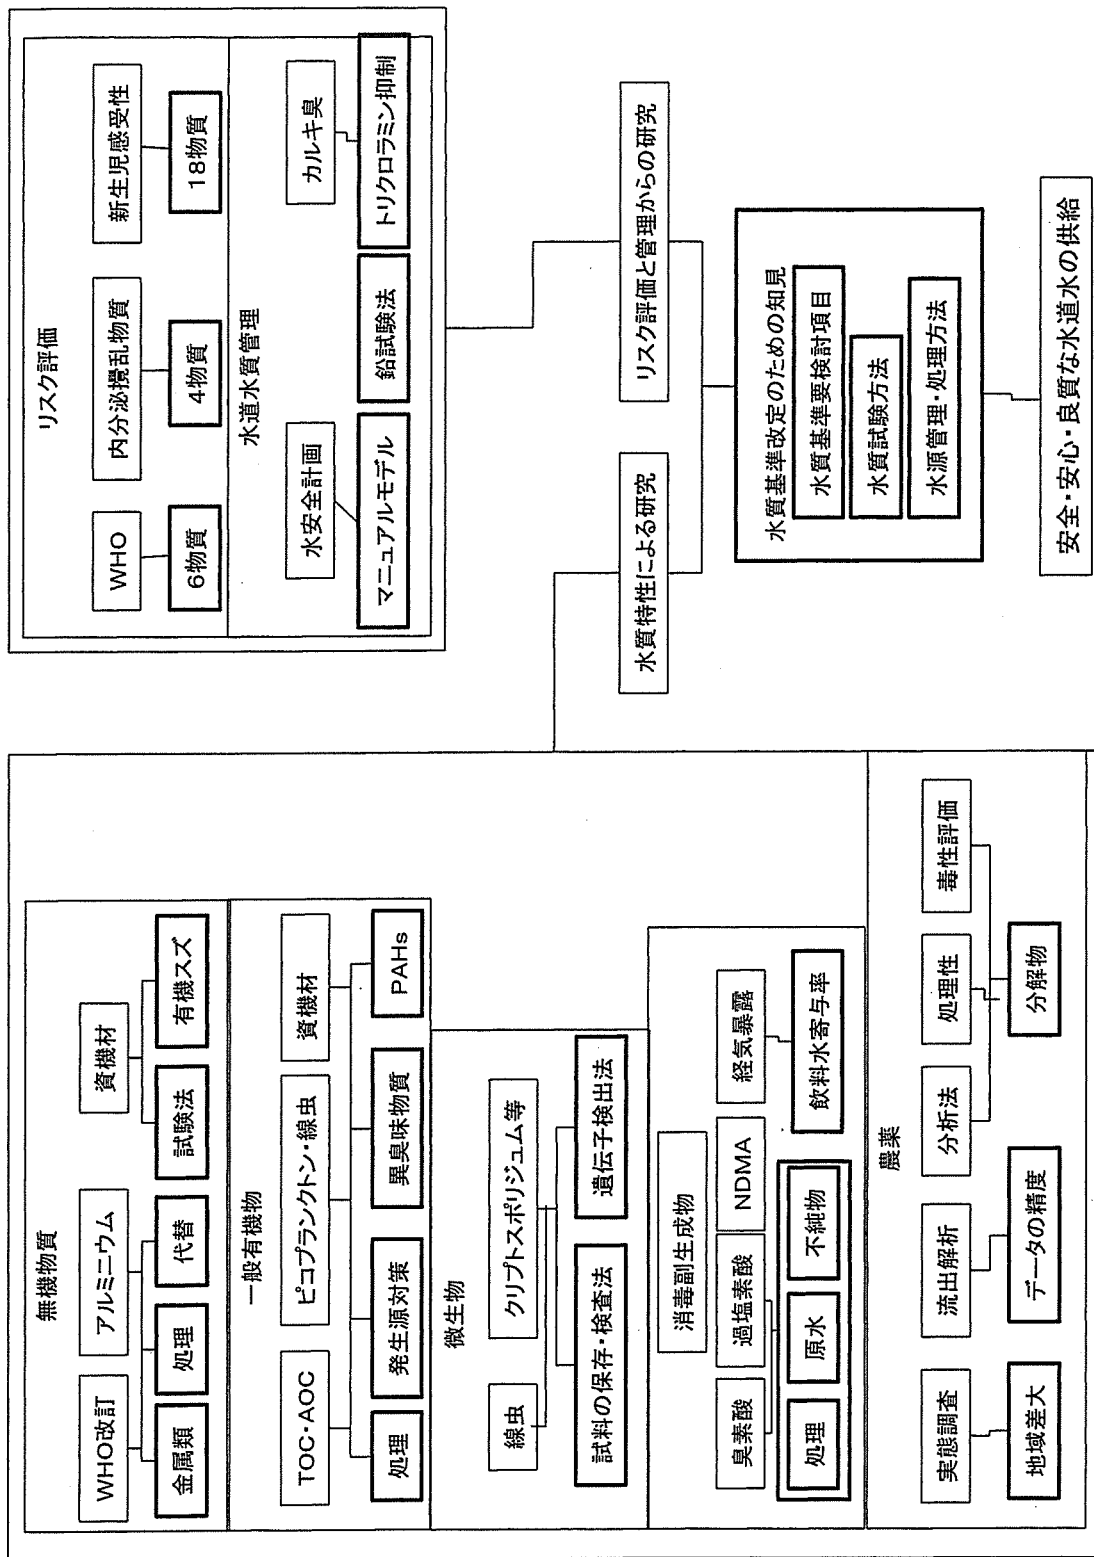 無機物質
WHO改訂
アルミニウム
資機材
金属類
処理
代替
試験法
有機スズ
一般有機物
TOC・AOC
ピコプランクトン・線虫
資機材
処理
発生源対策
異臭味物質
PAHs
微生物
線虫
クリプトスポリジュム等
試料の保存・検査法
遺伝子検出法
消毒副生成物
臭素酸
過塩素酸
NDMA
経気暴露
処理
原水
不純物
飲料水寄与率
農薬
実態調査
流出解析
分析法
処理性
毒性評価
地域差大
データの精度
分解物
リスク評価
WHO
内分泌攪乱物質
新生児感受性
6物質
4物質
18物質
水道水質管理
水安全計画
カルキ臭
マニュアルモデル
鉛試験法
トリクロラミン抑制
水質特性による研究
リスク評価と管理からの研究
水質基準改定のための知見
水質基準要検討項目
水質試験方法
水源管理・処理方法
安全・安心・良質な水道水の供給